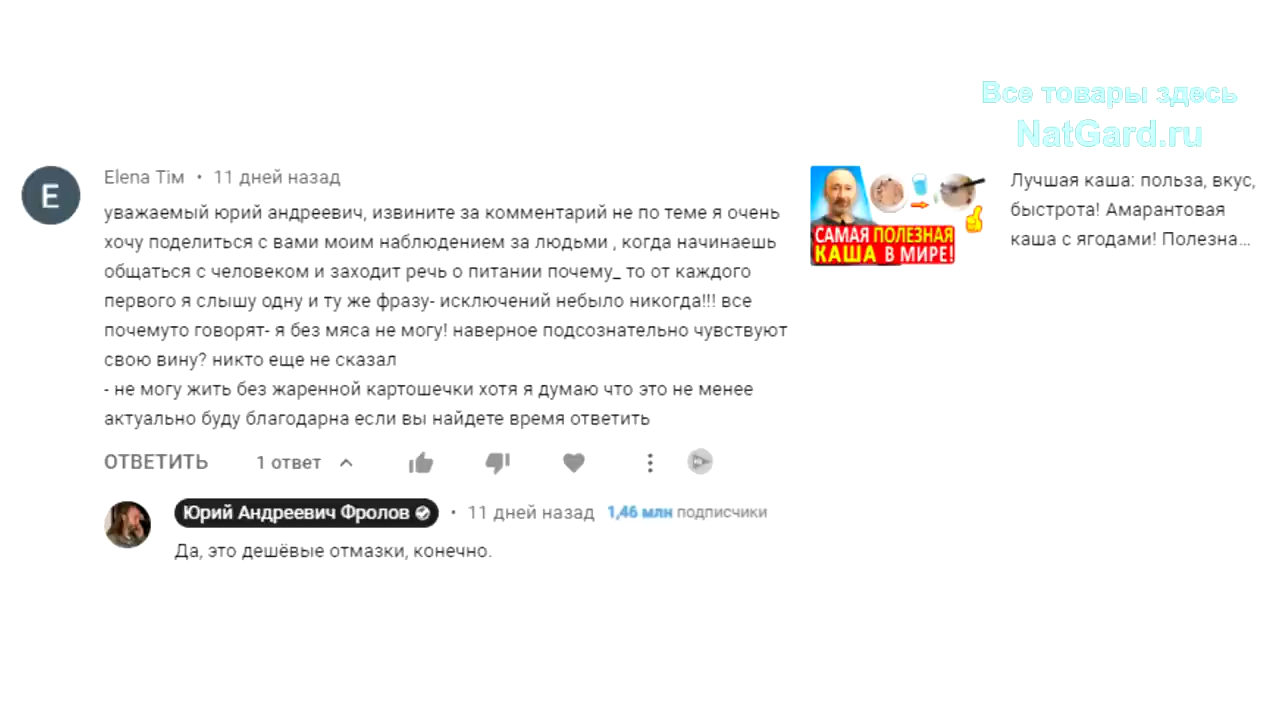 Все товары здесь
NatGard.ru
E
Elena Тім • 11 дней назад
уважаемый юрий андреевич, извините за комментарий не по теме я очень
хочу поделиться с вами моим наблюдением за людьми , когда начинаешь
общаться с человеком и заходит речь о питании почему_ то от каждого
первого я слышу одну и ту же фразу- исключений небыло никогда!!! все
почемуто говорят- я без мяса не могу! наверное подсознательно чувствуют
свою вину? никто еще не сказал
- не могу жить без жаренной картошечки хотя я думаю что это не менее
актуально буду благодарна если вы найдете время ответить
ОТВЕТИТЬ 1 ответ
Юрий Андреевич Фролов • 11 дней назад 1,46 млн подписчики
Да, это дешёвые отмазки, конечно.
САМАЯ ПОЛЕЗНАЯ
КАША В МИРЕ!
Лучшая каша: польза, вкус,
быстрота! Амарантовая
каша с ягодами! Полезна...